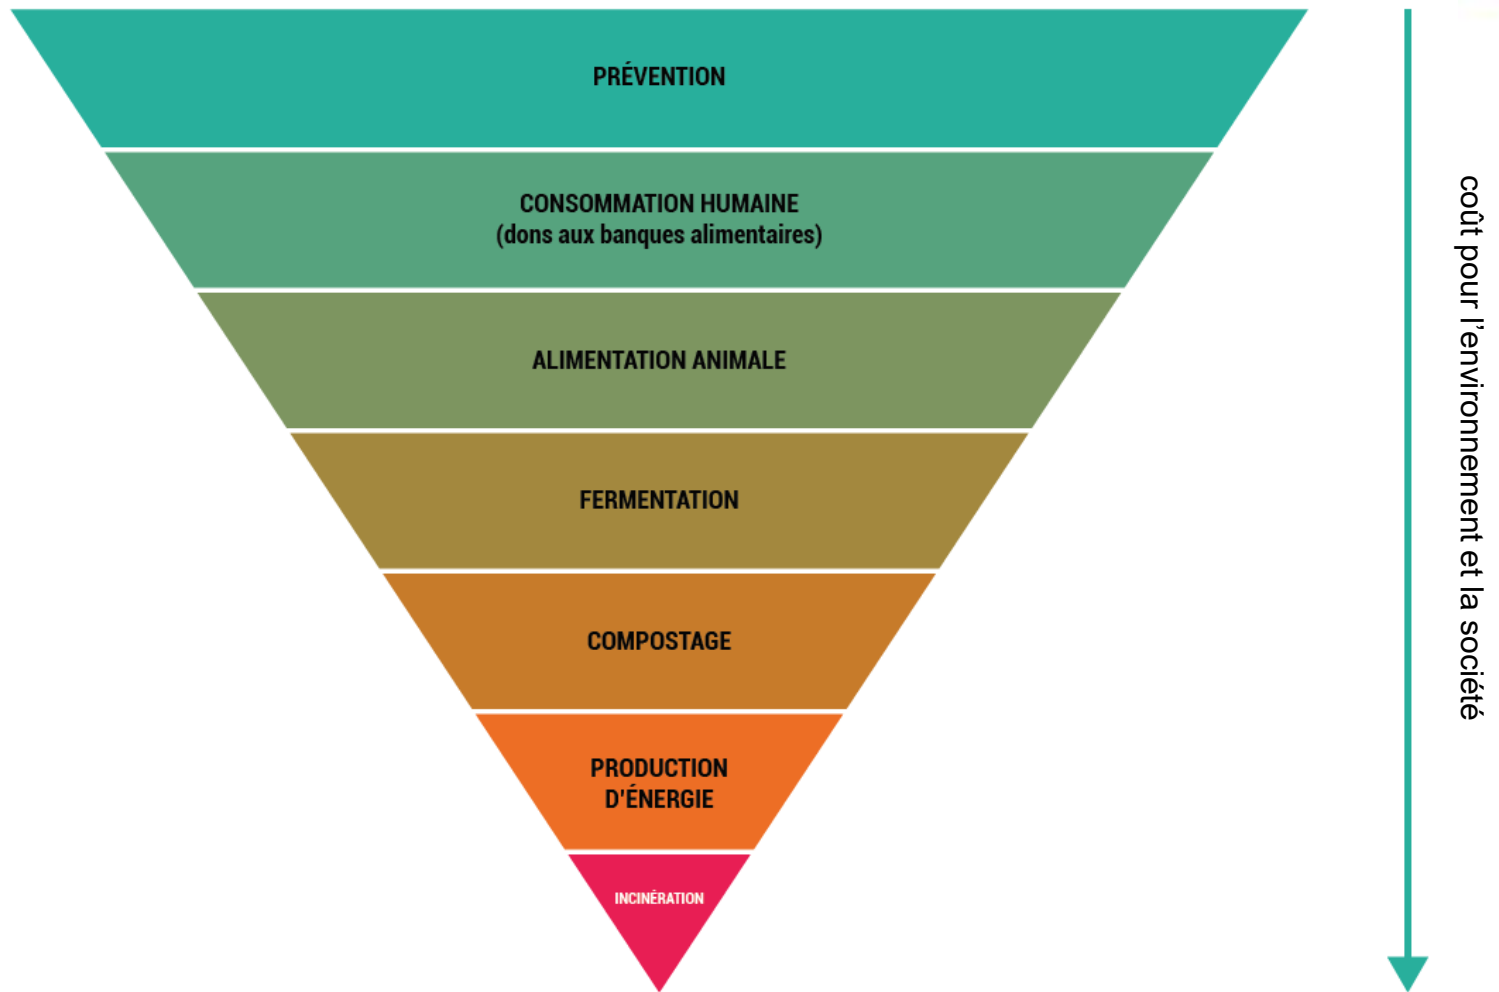 PRÉVENTION
CONSOMMATION HUMAINE
(dons aux banques alimentaires)
ALIMENTATION ANIMALE
FERMENTATION
COMPOSTAGE
PRODUCTION
D'ÉNERGIE
INCINÉRATION
coût pour l’environnement et la société